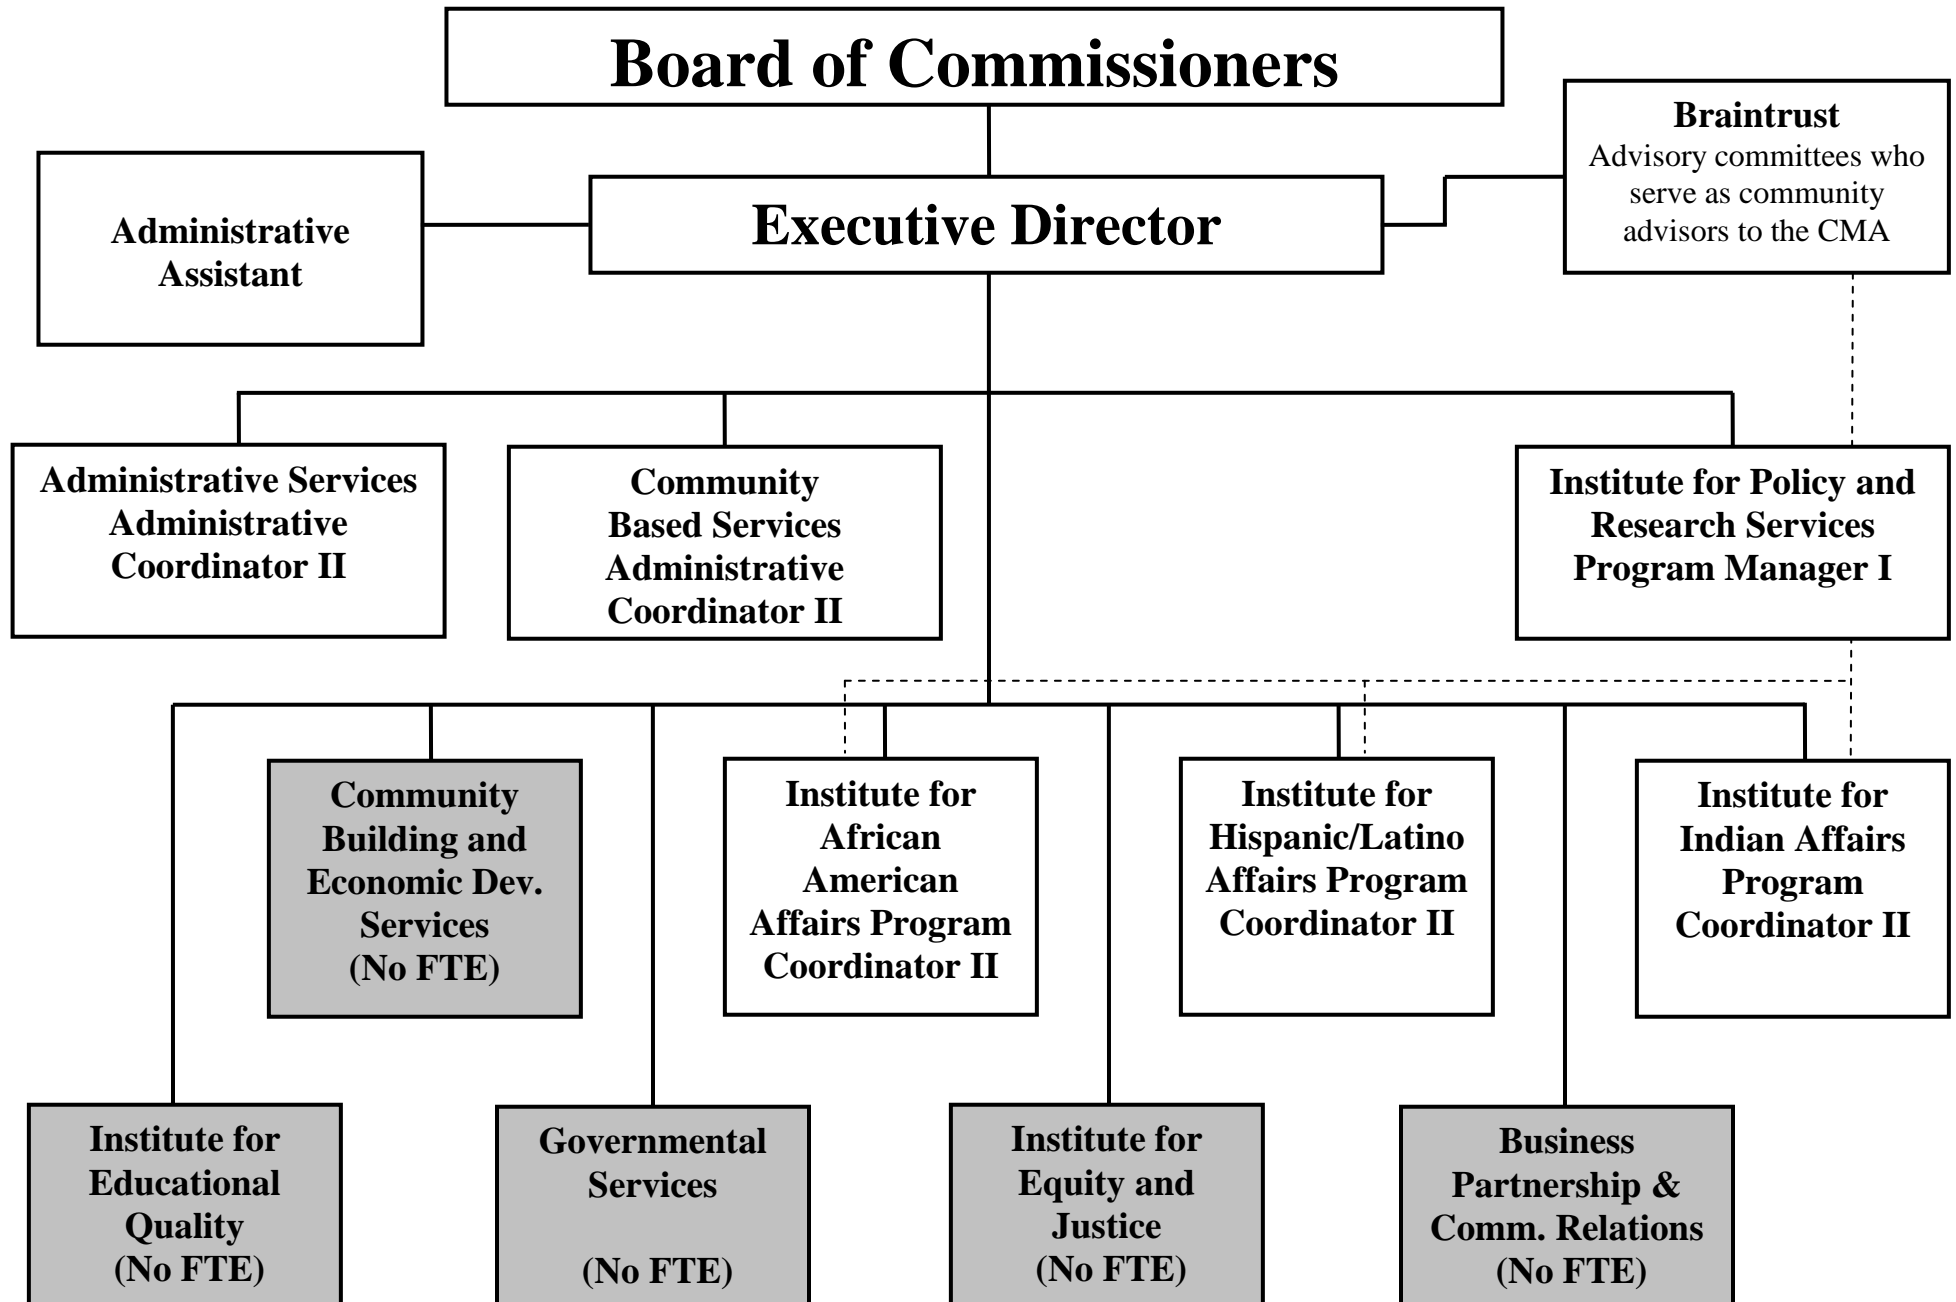 Board of Commissioners
Braintrust
Advisory committees who
serve as community
advisors to the CMA
Administrative
Assistant
Executive Director
Administrative Services
Administrative
Coordinator II
Community
Based Services
Administrative
Coordinator II
Institute for Policy and
Research Services
Program Manager I
Community
Building and
Economic Dev.
Services
(No FTE)
Institute for
African
American
Affairs Program
Coordinator II
Institute for
Hispanic/Latino
Affairs Program
Coordinator II
Institute for
Indian Affairs
Program
Coordinator II
Institute for
Educational
Quality
(No FTE)
Governmental
Services
(No FTE)
Institute for
Equity and
Justice
(No FTE)
Business
Partnership &
Comm. Relations
(No FTE)